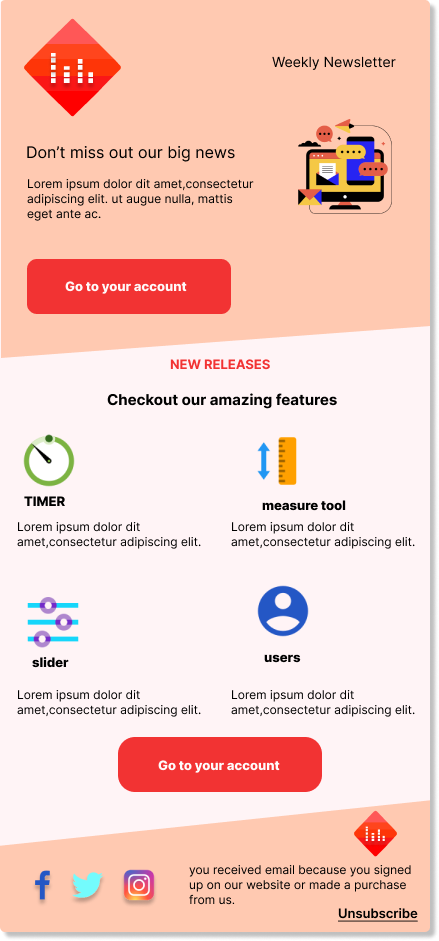 Weekly Newsletter
Don’t miss out our big news
Lorem ipsum dolor dit amet,consectetur
adipiscing elit. ut augue nulla, mattis
eget ante ac.
Go to your account
NEW RELEASES
Checkout our amazing features
TIMER
Lorem ipsum dolor dit
amet,consectetur adipiscing elit.
measure tool
Lorem ipsum dolor dit
amet,consectetur adipiscing elit.
slider
Lorem ipsum dolor dit
amet,consectetur adipiscing elit.
users
Lorem ipsum dolor dit
amet,consectetur adipiscing elit.
Go to your account
you received email because you signed
up on our website or made a purchase
from us.
Unsubscribe